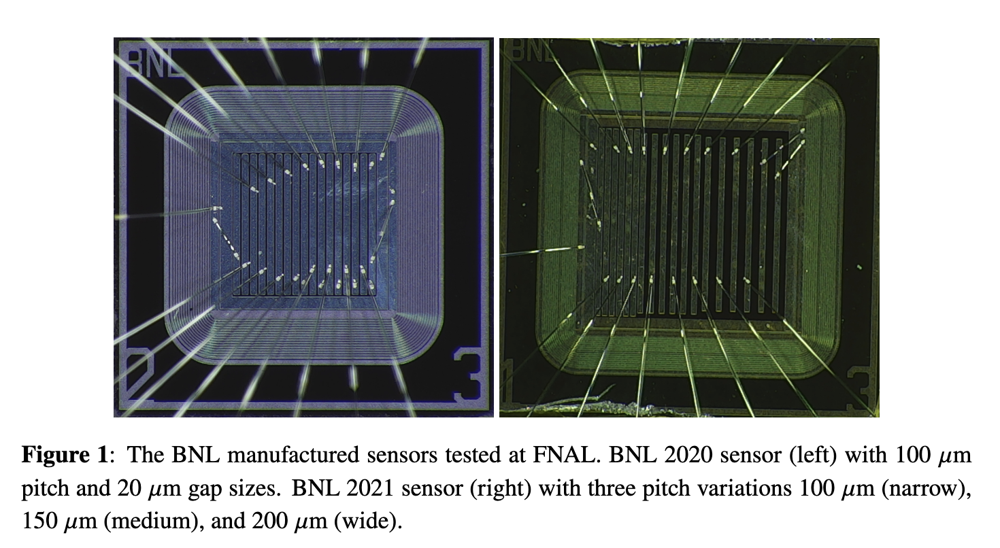 BNL
2
3
BNL
1
3
Figure 1: The BNL manufactured sensors tested at FNAL. BNL 2020 sensor (left) with 100 μm
pitch and 20 μm gap sizes. BNL 2021 sensor (right) with three pitch variations 100 μm (narrow),
150 μm (medium), and 200 μm (wide).